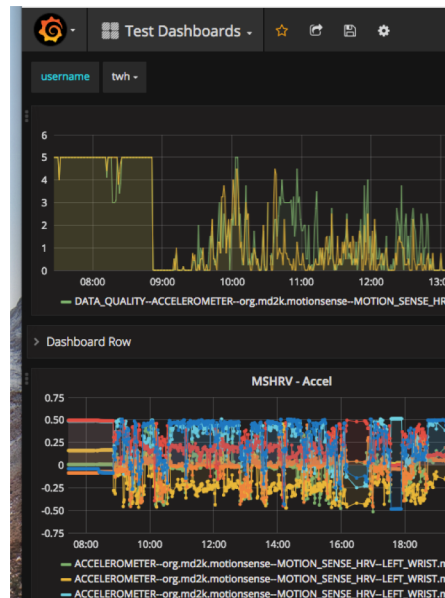 Test Dashboards
username twh
6
5
4
3
2
1
0
08:00 09:00 10:00 11:00 12:00 13:0
DATA_QUALITY--ACCELEROMETER--org.md2k.motionsense--MOTION_SENSE_HR
Dashboard Row
MSHRV - Accel
0.75
0.50
0.25
0
-0.25
-0.50
-0.75
08:00 10:00 12:00 14:00 16:00 18:00
ACCELEROMETER--org.md2k.motionsense--MOTION_SENSE_HRV--LEFT_WRIST.n
ACCELEROMETER--org.md2k.motionsense--MOTION_SENSE_HRV--LEFT_WRIST.n
ACCELEROMETER--org.md2k.motionsense--MOTION_SENSE_HRV--LEFT_WRIST.n